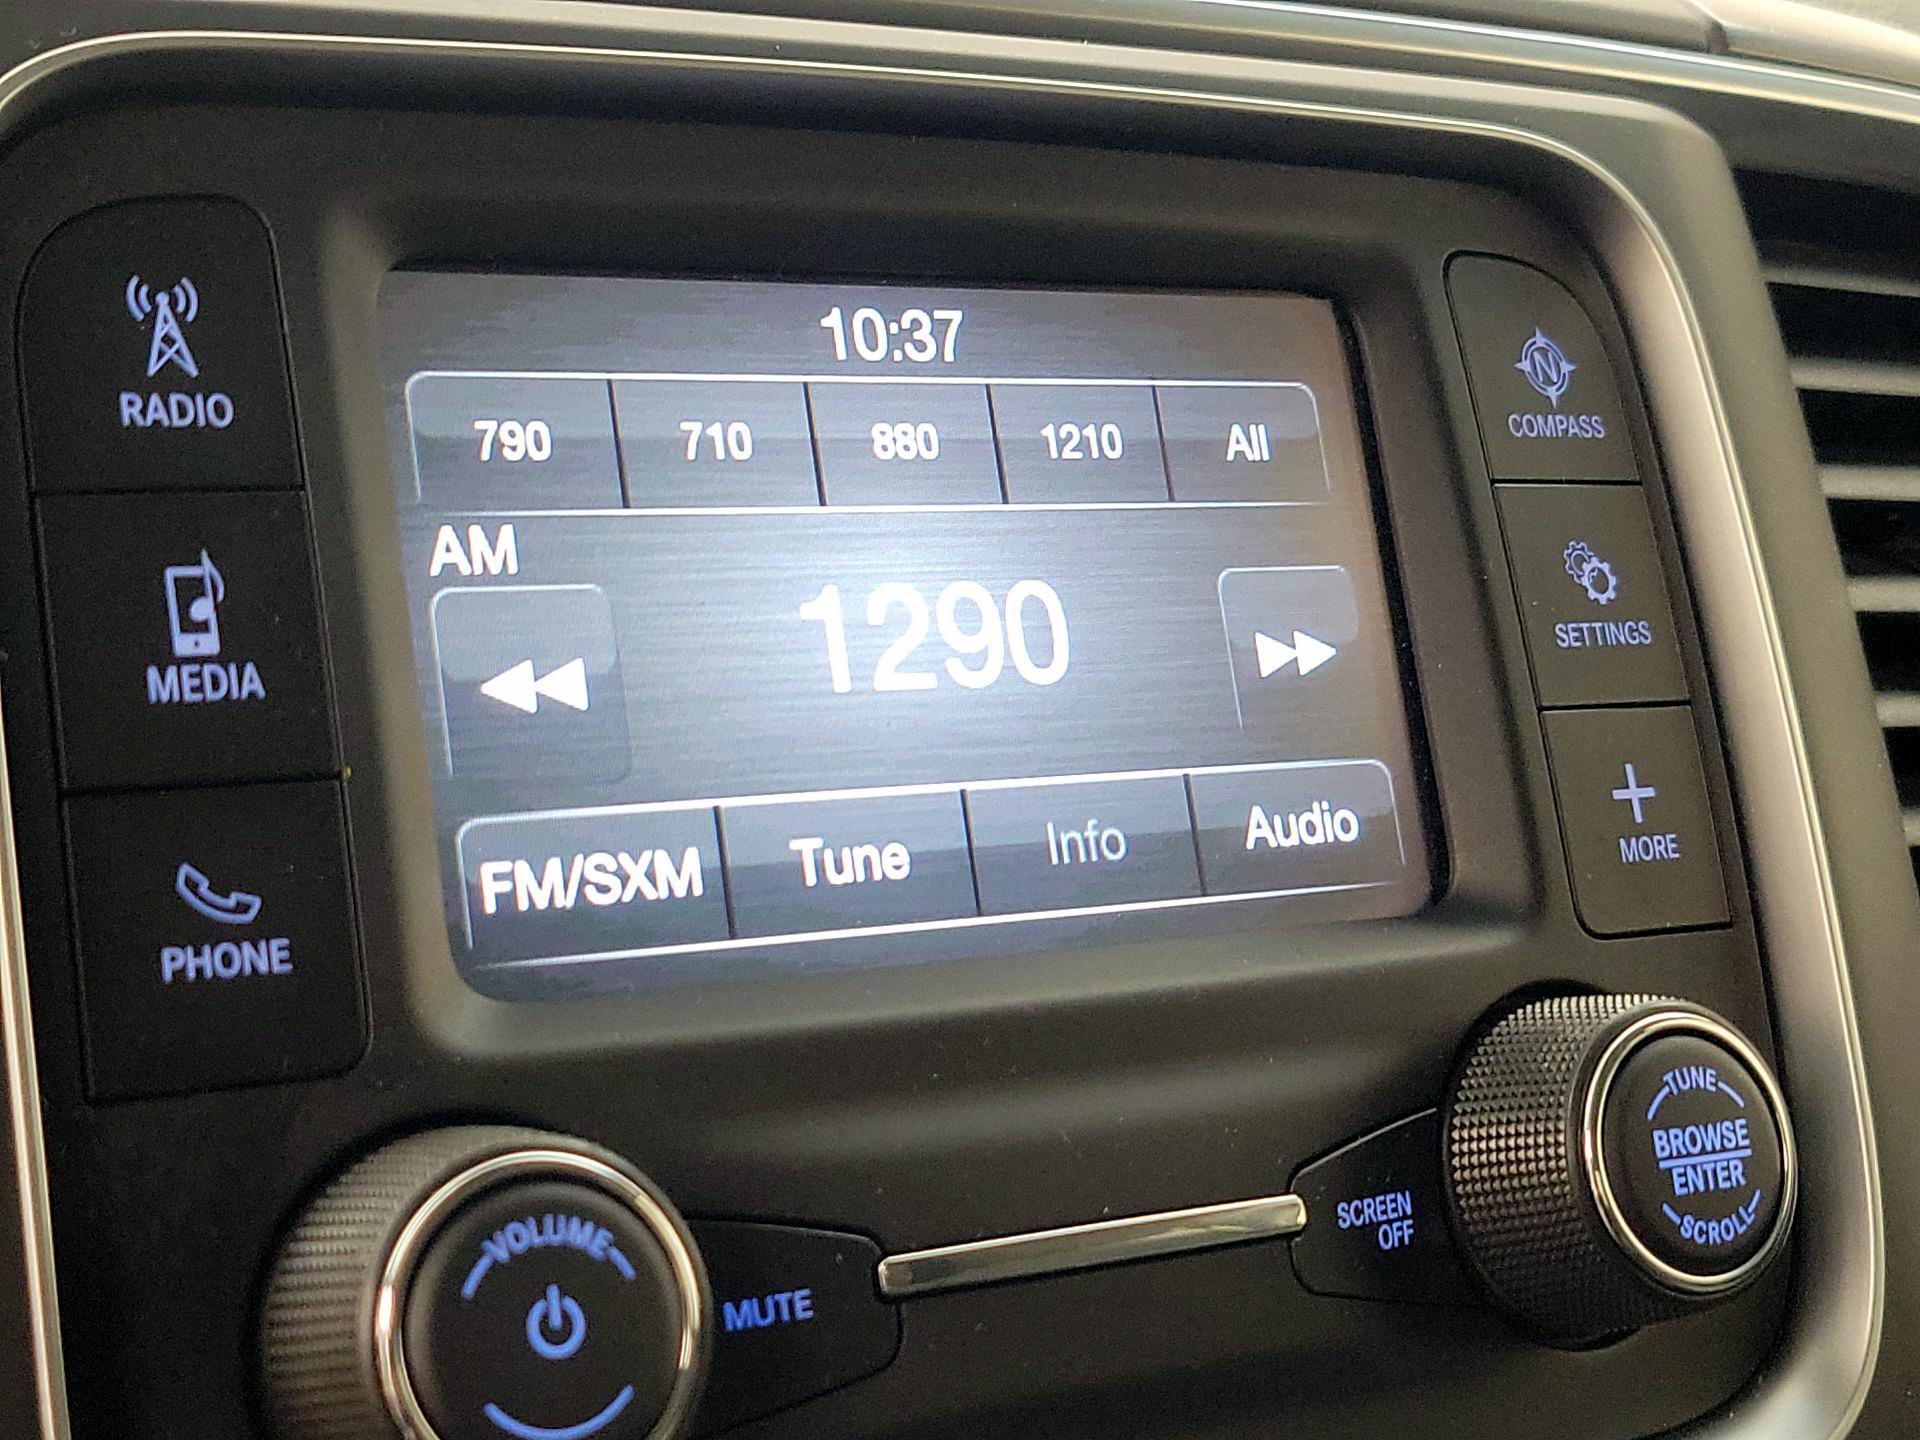 10:37
790 710 880 1210 All
AM
1290
FM/SXM Tune Info Audio
RADIO
MEDIA
PHONE
N
COMPASS
SETTINGS
+
MORE
VOLUME
MUTE
SCREEN
OFF
TUNE
BROWSE
ENTER
SCROLL